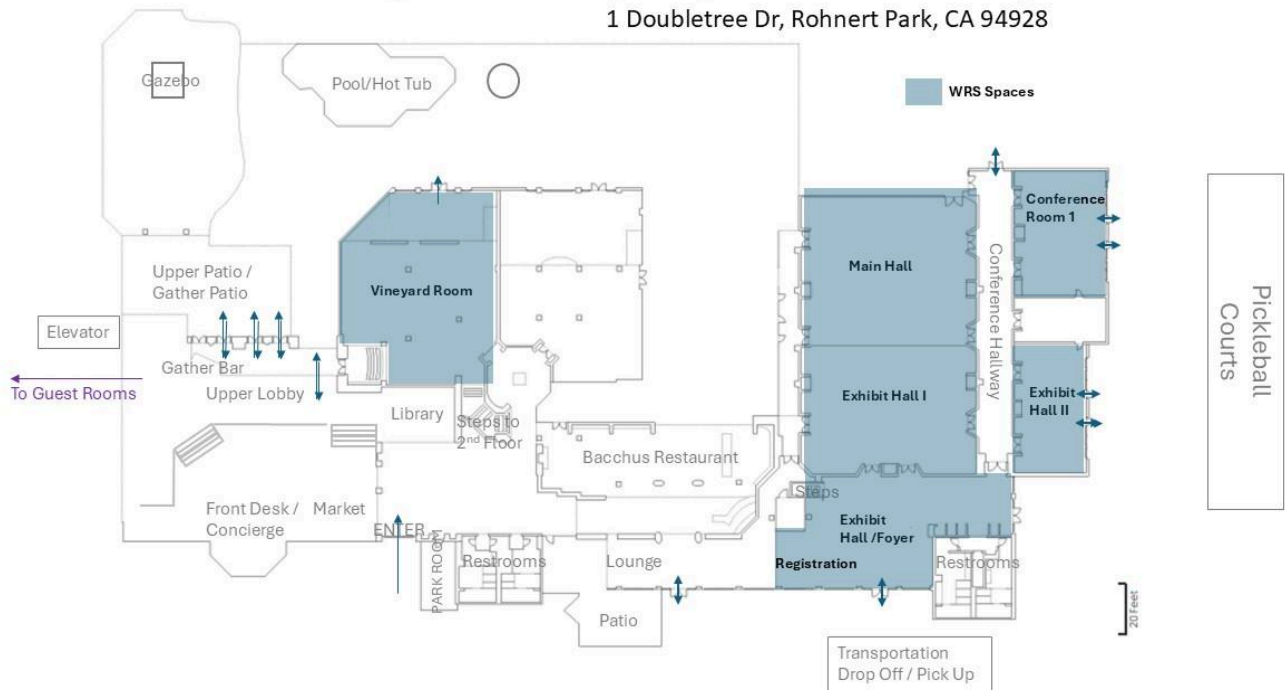 1 Doubletree Dr, Rohnert Park, CA 94928
Gazebo
Pool/Hot Tub
WRS Spaces
Conference
Room 1
Upper Patio /
Gather Patio
Vineyard Room
Main Hall
Conference Hallway
Pickleball
Courts
Elevator
Gather Bar
To Guest Rooms
Upper Lobby
Library
Steps to
2nd Floor
Exhibit Hall I
Exhibit
Hall II
Bacchus Restaurant
Steps
Front Desk /
Concierge
Market
ENTER
PARK ROOM
Restrooms
Lounge
Exhibit
Hall /Foyer
Registration
Restrooms
Patio
20 Feet
Transportation
Drop Off / Pick Up